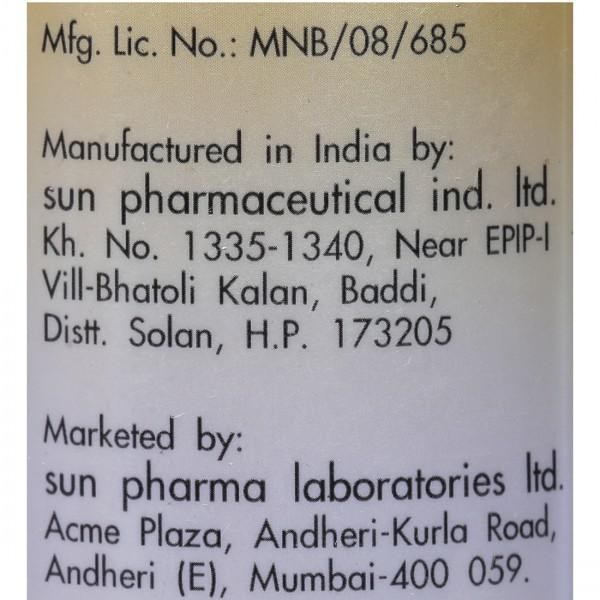 Mfg. Lic. No.: MNB/08/685
Manufactured in India by:
sun pharmaceutical ind. ltd.
Kh. No. 1335-1340, Near EPIP-I
Vill-Bhatoli Kalan, Baddi,
Distt. Solan, H.P. 173205
Marketed by:
sun pharma laboratories ltd.
Acme Plaza, Andheri-Kurla Road,
Andheri (E), Mumbai-400 059.